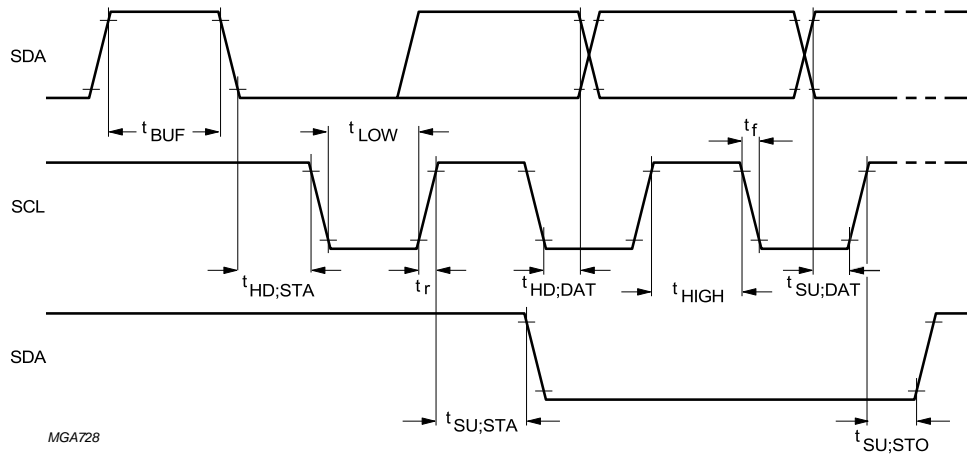 SDA
t BUF
t LOW
t f
SCL
t HD;STA
t r
t HD;DAT
t HIGH
t SU;DAT
SDA
t SU;STA
t SU;STO
MGA728